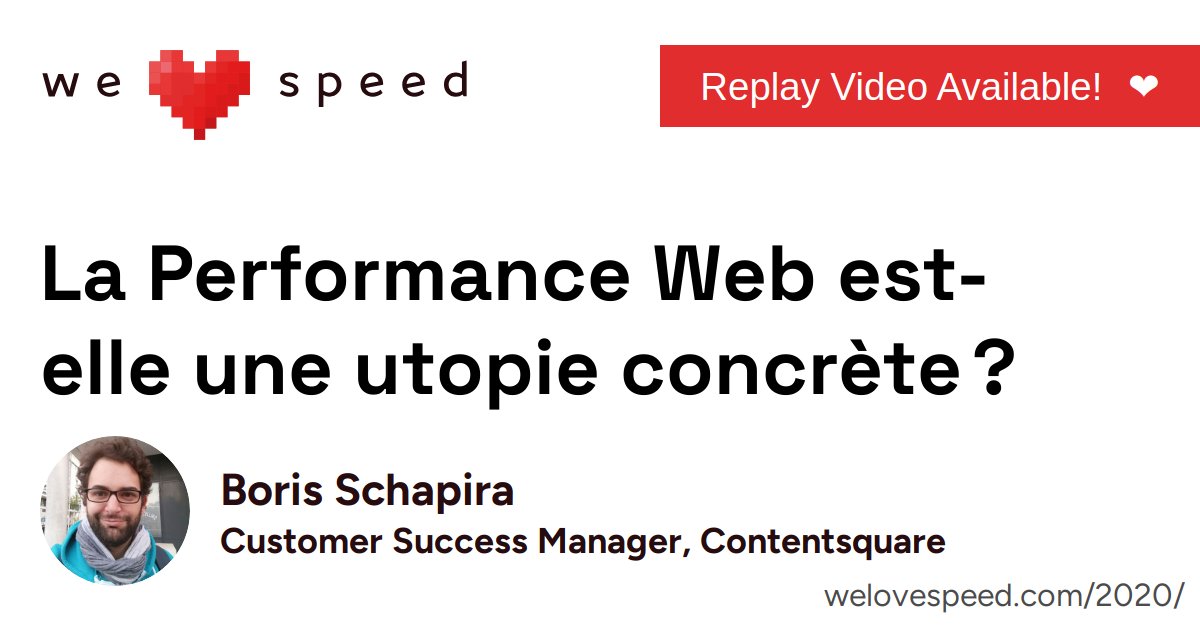 we ❤ speed
Replay Video Available! ❤
La Performance Web est-
elle une utopie concrète ?
Boris Schapira
Customer Success Manager, Contentsquare
welovespeed.com/2020/